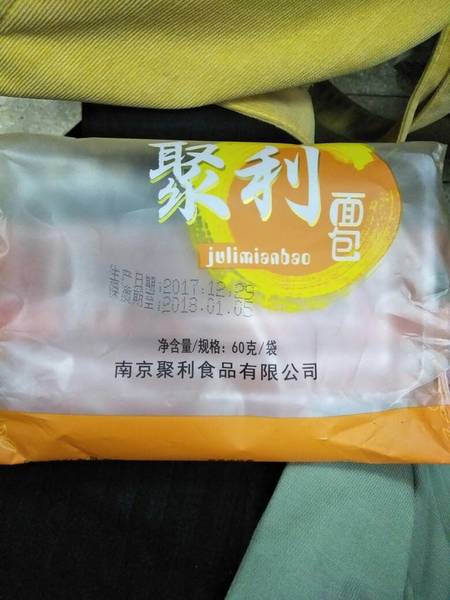 聚利
面包
julimianbao
生产日期:2017.12.29
保质期至:2018.01.05
净含量/规格: 60克/袋
南京聚利食品有限公司